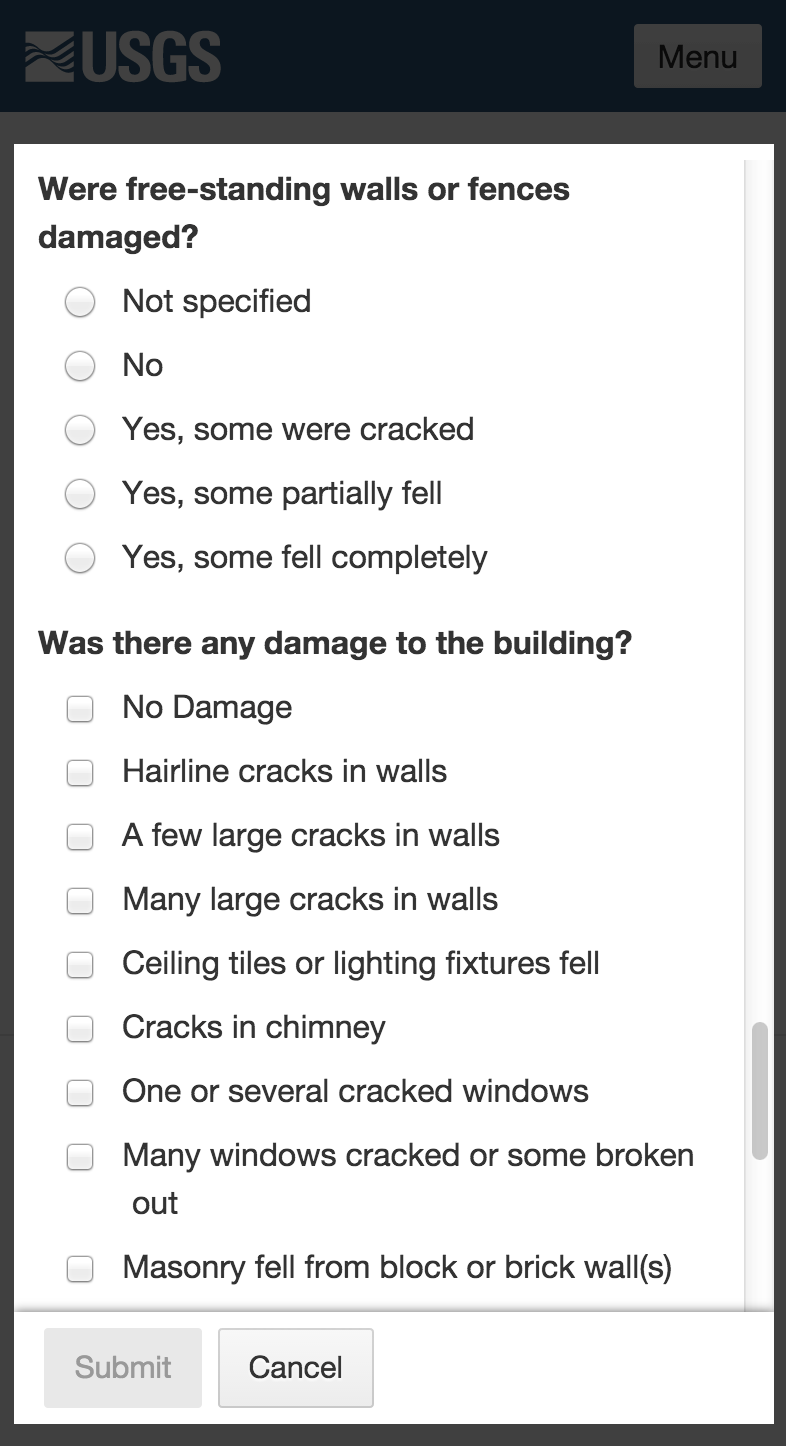 USGS
Menu
Were free-standing walls or fences
damaged?
Not specified
No
Yes, some were cracked
Yes, some partially fell
Yes, some fell completely
Was there any damage to the building?
No Damage
Hairline cracks in walls
A few large cracks in walls
Many large cracks in walls
Ceiling tiles or lighting fixtures fell
Cracks in chimney
One or several cracked windows
Many windows cracked or some broken
out
Masonry fell from block or brick wall(s)
Submit
Cancel